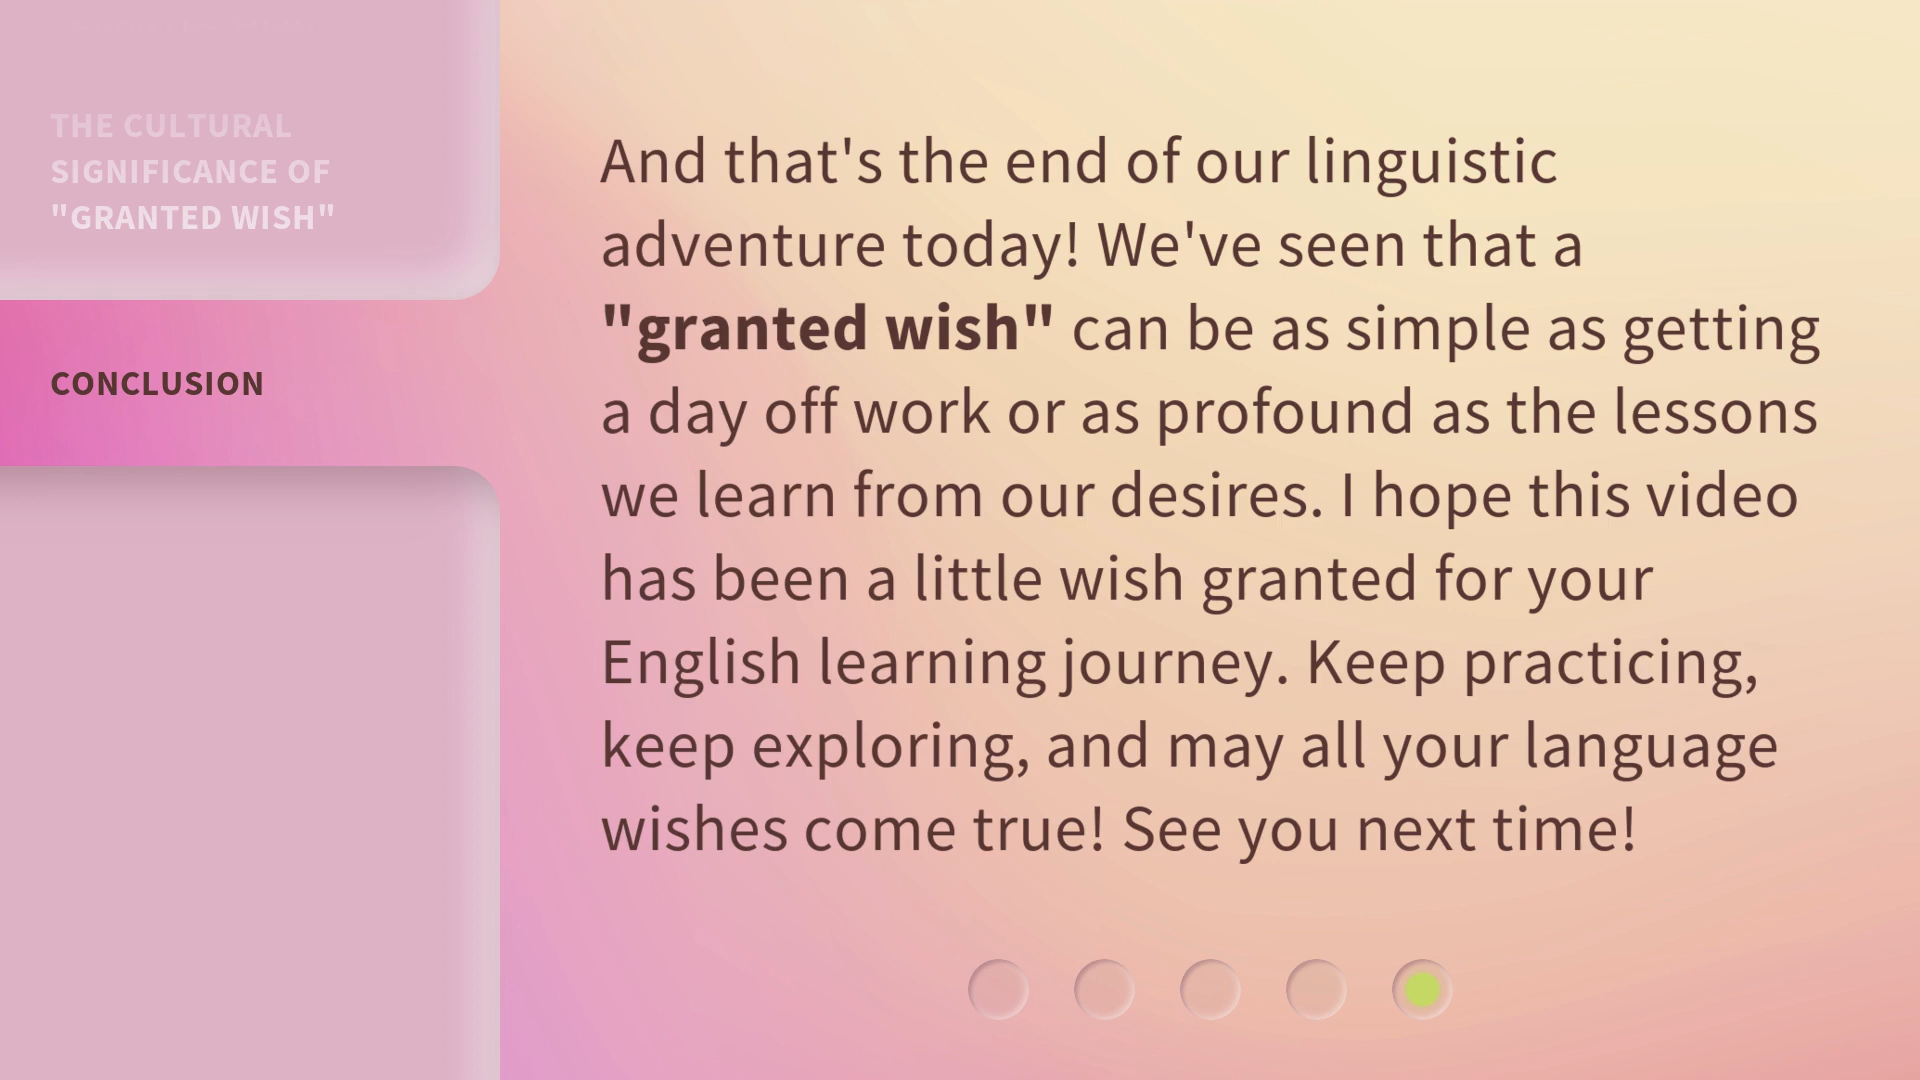 THE CULTURAL
SIGNIFICANCE OF
"GRANTED WISH"
CONCLUSION
And that's the end of our linguistic
adventure today! We've seen that a
"granted wish" can be as simple as getting
a day off work or as profound as the lessons
we learn from our desires. I hope this video
has been a little wish granted for your
English learning journey. Keep practicing,
keep exploring, and may all your language
wishes come true! See you next time!